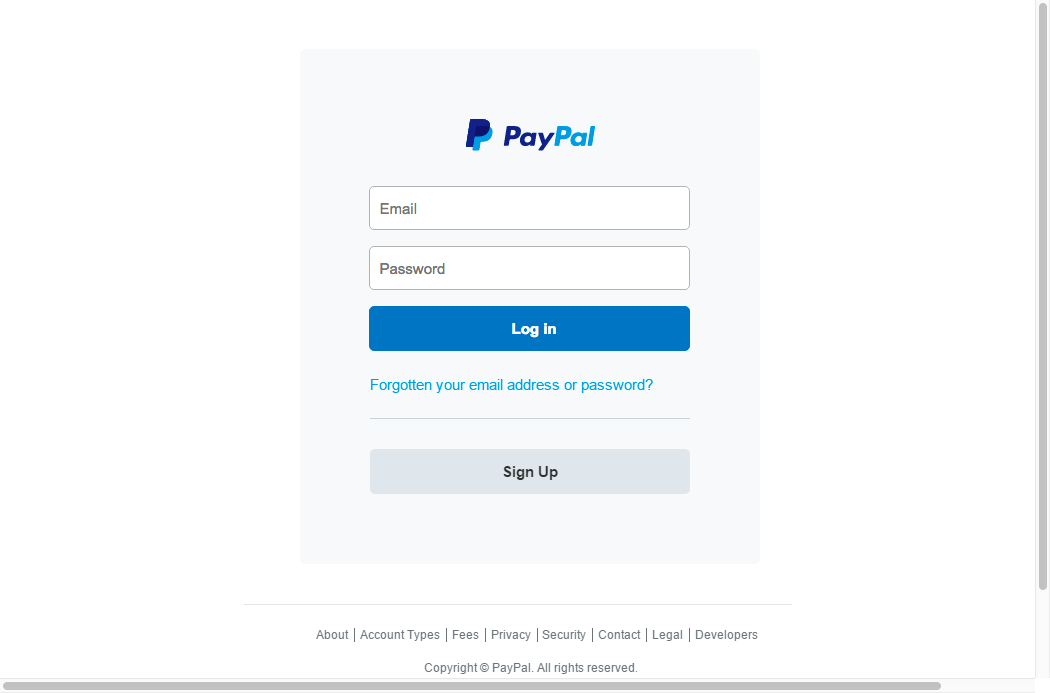 PayPal
Email
Password
Log In
Forgotten your email address or password?
Sign Up
About | Account Types | Fees | Privacy | Security | Contact | Legal | Developers
Copyright © PayPal. All rights reserved.